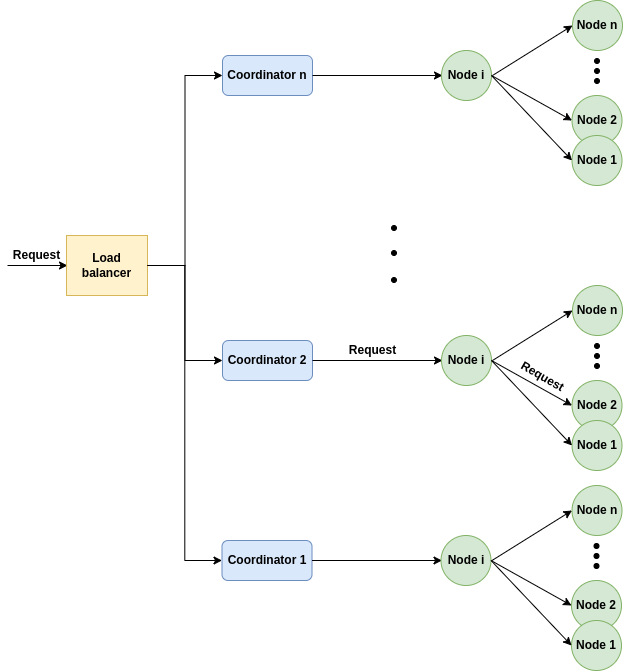 Node n
Coordinator n
Node i
Node 2
Node 1
Request
Load
balancer
Node n
Coordinator 2
Request
Node i
Request
Node 2
Node 1
Node n
Coordinator 1
Node i
Node 2
Node 1